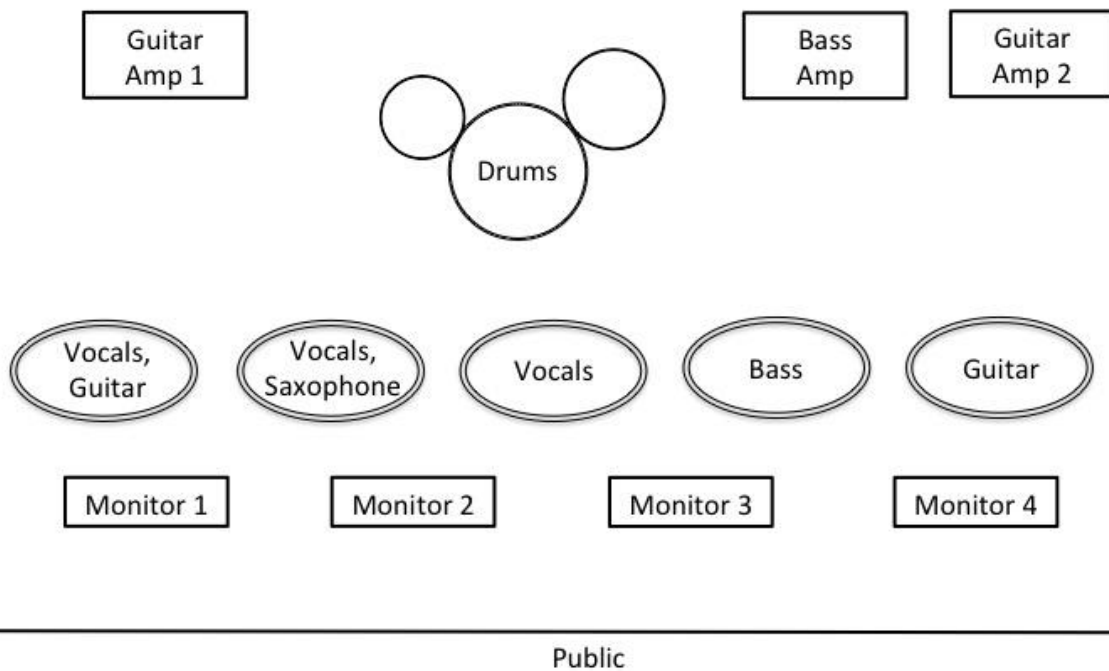 Guitar
Amp 1
Bass
Amp
Guitar
Amp 2
Drums
Vocals,
Guitar
Vocals,
Saxophone
Vocals
Bass
Guitar
Monitor 1
Monitor 2
Monitor 3
Monitor 4
Public